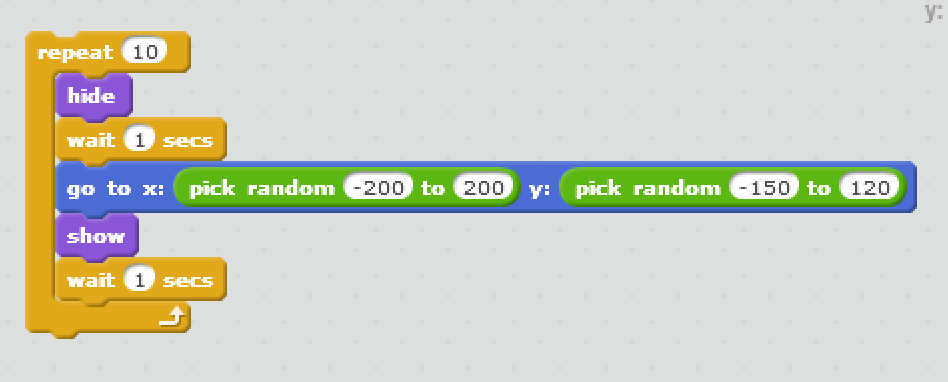 y:
repeat 10
hide
wait 1 secs
go to x: pick random -200 to 200 y: pick random -150 to 120
show
wait 1 secs